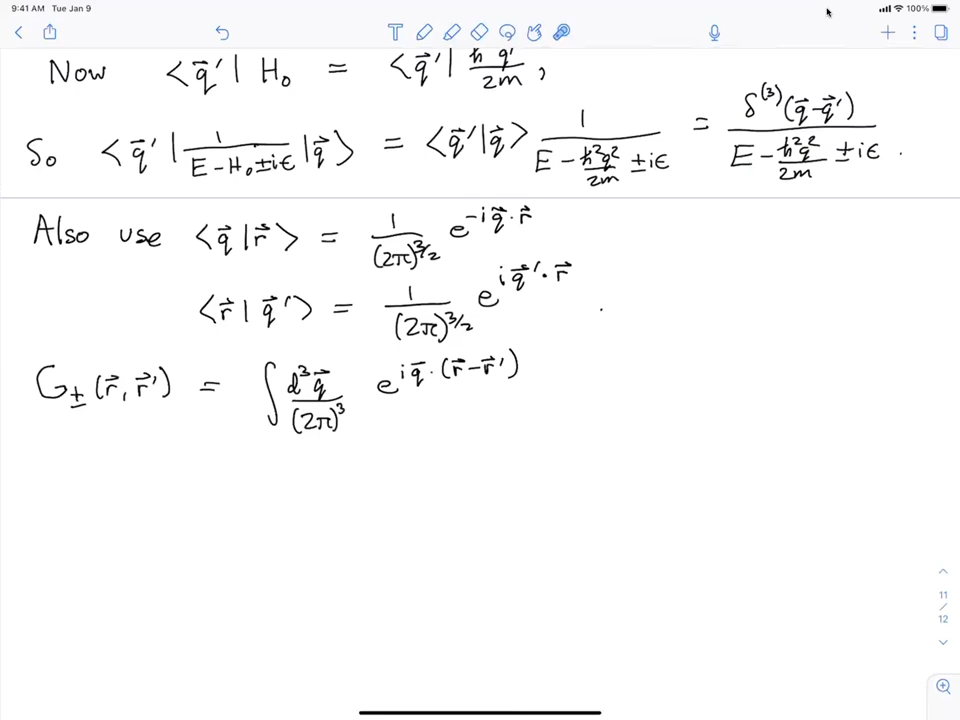 9:41 AM Tue Jan 9 100%
Now ⟨q⃗′| H₀ = ⟨q⃗′| ħ q′/2m ,
So ⟨q⃗′| 1/(E − H₀ ± iϵ) |q⃗⟩ = ⟨q⃗′|q⃗⟩ 1/(E − ħ²q²/2m ± iϵ) = δ⁽³⁾(q⃗−q⃗′)/(E − ħ²q²/2m ± iϵ) .
Also use ⟨q⃗|r⃗⟩ = 1/(2π)^{3/2} e^{−iq⃗·r⃗}
⟨r⃗|q⃗′⟩ = 1/(2π)^{3/2} e^{iq⃗′·r⃗} .
G±(r⃗, r⃗′) = ∫ d³q⃗/(2π)³ e^{iq⃗·(r⃗−r⃗′)}
11
/
12